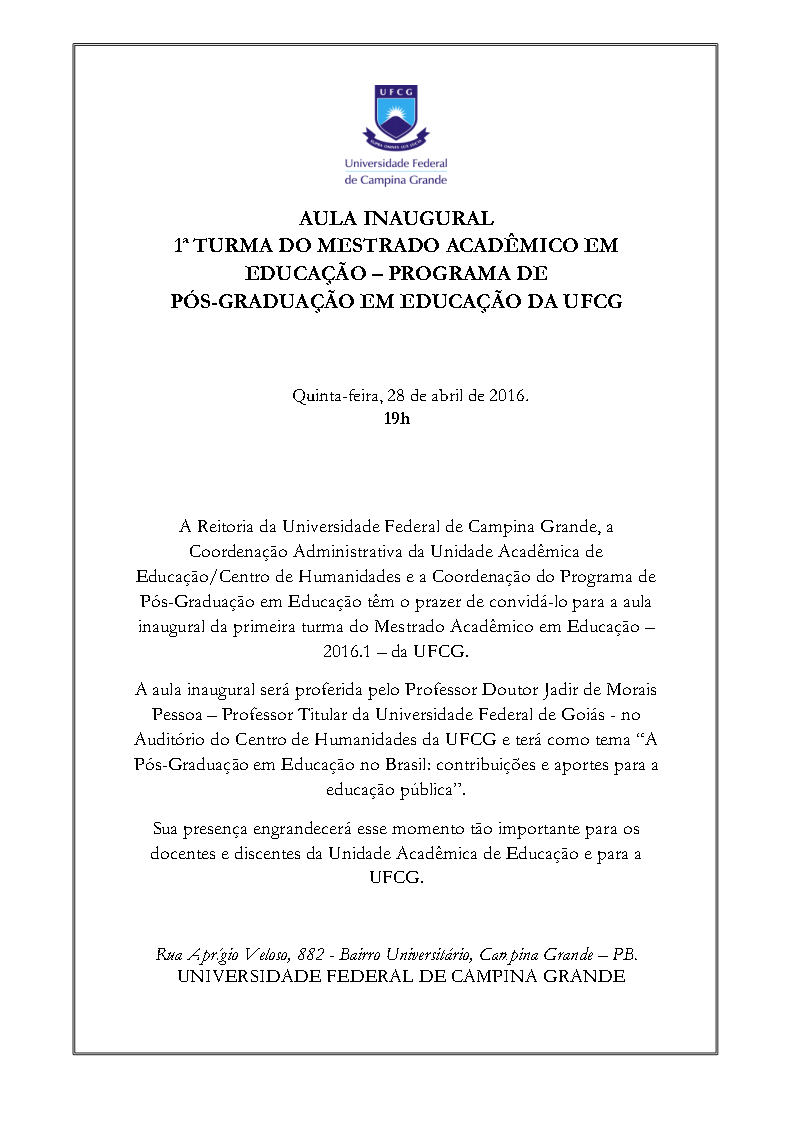 UFCG
SUPRA OMNES LUX LUCIS
Universidade Federal
de Campina Grande
AULA INAUGURAL
1ª TURMA DO MESTRADO ACADÊMICO EM
EDUCAÇÃO – PROGRAMA DE
PÓS-GRADUAÇÃO EM EDUCAÇÃO DA UFCG
Quinta-feira, 28 de abril de 2016.
19h
A Reitoria da Universidade Federal de Campina Grande, a
Coordenação Administrativa da Unidade Acadêmica de
Educação/Centro de Humanidades e a Coordenação do Programa de
Pós-Graduação em Educação têm o prazer de convidá-lo para a aula
inaugural da primeira turma do Mestrado Acadêmico em Educação –
2016.1 – da UFCG.
A aula inaugural será proferida pelo Professor Doutor Jadir de Morais
Pessoa – Professor Titular da Universidade Federal de Goiás - no
Auditório do Centro de Humanidades da UFCG e terá como tema “A
Pós-Graduação em Educação no Brasil: contribuições e aportes para a
educação pública”.
Sua presença engrandecerá esse momento tão importante para os
docentes e discentes da Unidade Acadêmica de Educação e para a
UFCG.
Rua Aprígio Veloso, 882 - Bairro Universitário, Campina Grande – PB.
UNIVERSIDADE FEDERAL DE CAMPINA GRANDE